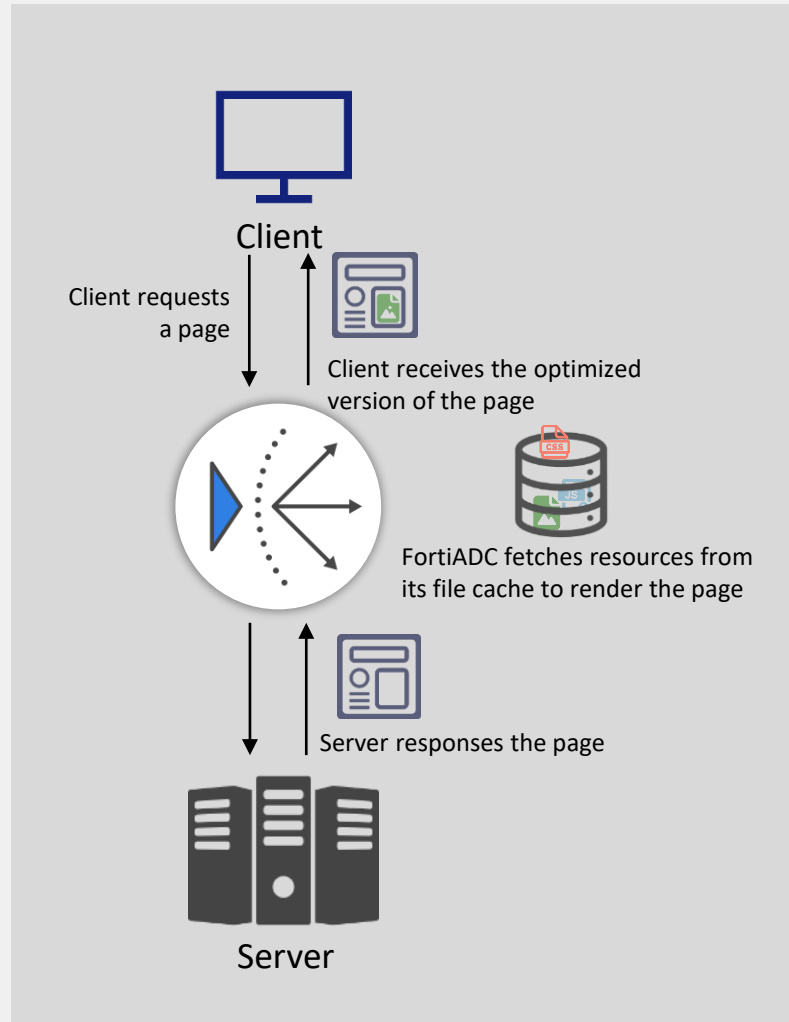 Client
Client requests
a page
Client receives the optimized
version of the page
CSS
JS
FortiADC fetches resources from
its file cache to render the page
Server responses the page
Server